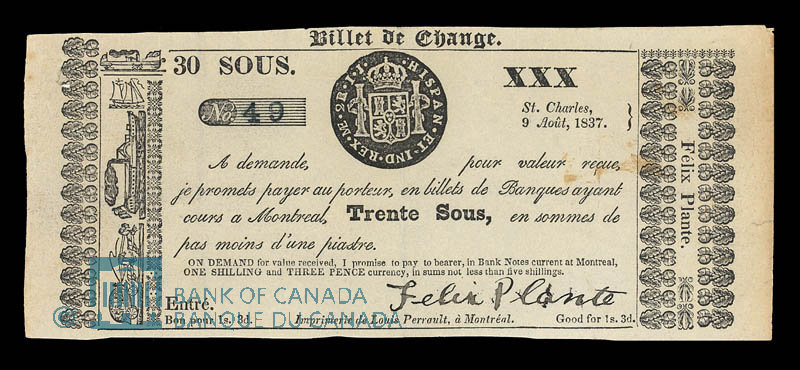 Billet de Change.
30 SOUS.
XXX
No 49
HISPAN·ET·IND·REX·M·2R·I·I·
St. Charles,
9 Août, 1837.
A demande, pour valeur reçue,
je promets payer au porteur, en billets de Banques ayant
cours a Montreal, Trente Sous, en sommes de
pas moins d'une piastre.
ON DEMAND for value received, I promise to pay to bearer, in Bank Notes current at Montreal,
ONE SHILLING and THREE PENCE currency, in sums not less than five shillings.
Felix Plante
Entré.
Bon pour 1s. 3d. Imprimerie de Louis Perrault, à Montréal. Good for 1s. 3d.
Félix Plante.
© BANK OF CANADA
BANQUE DU CANADA